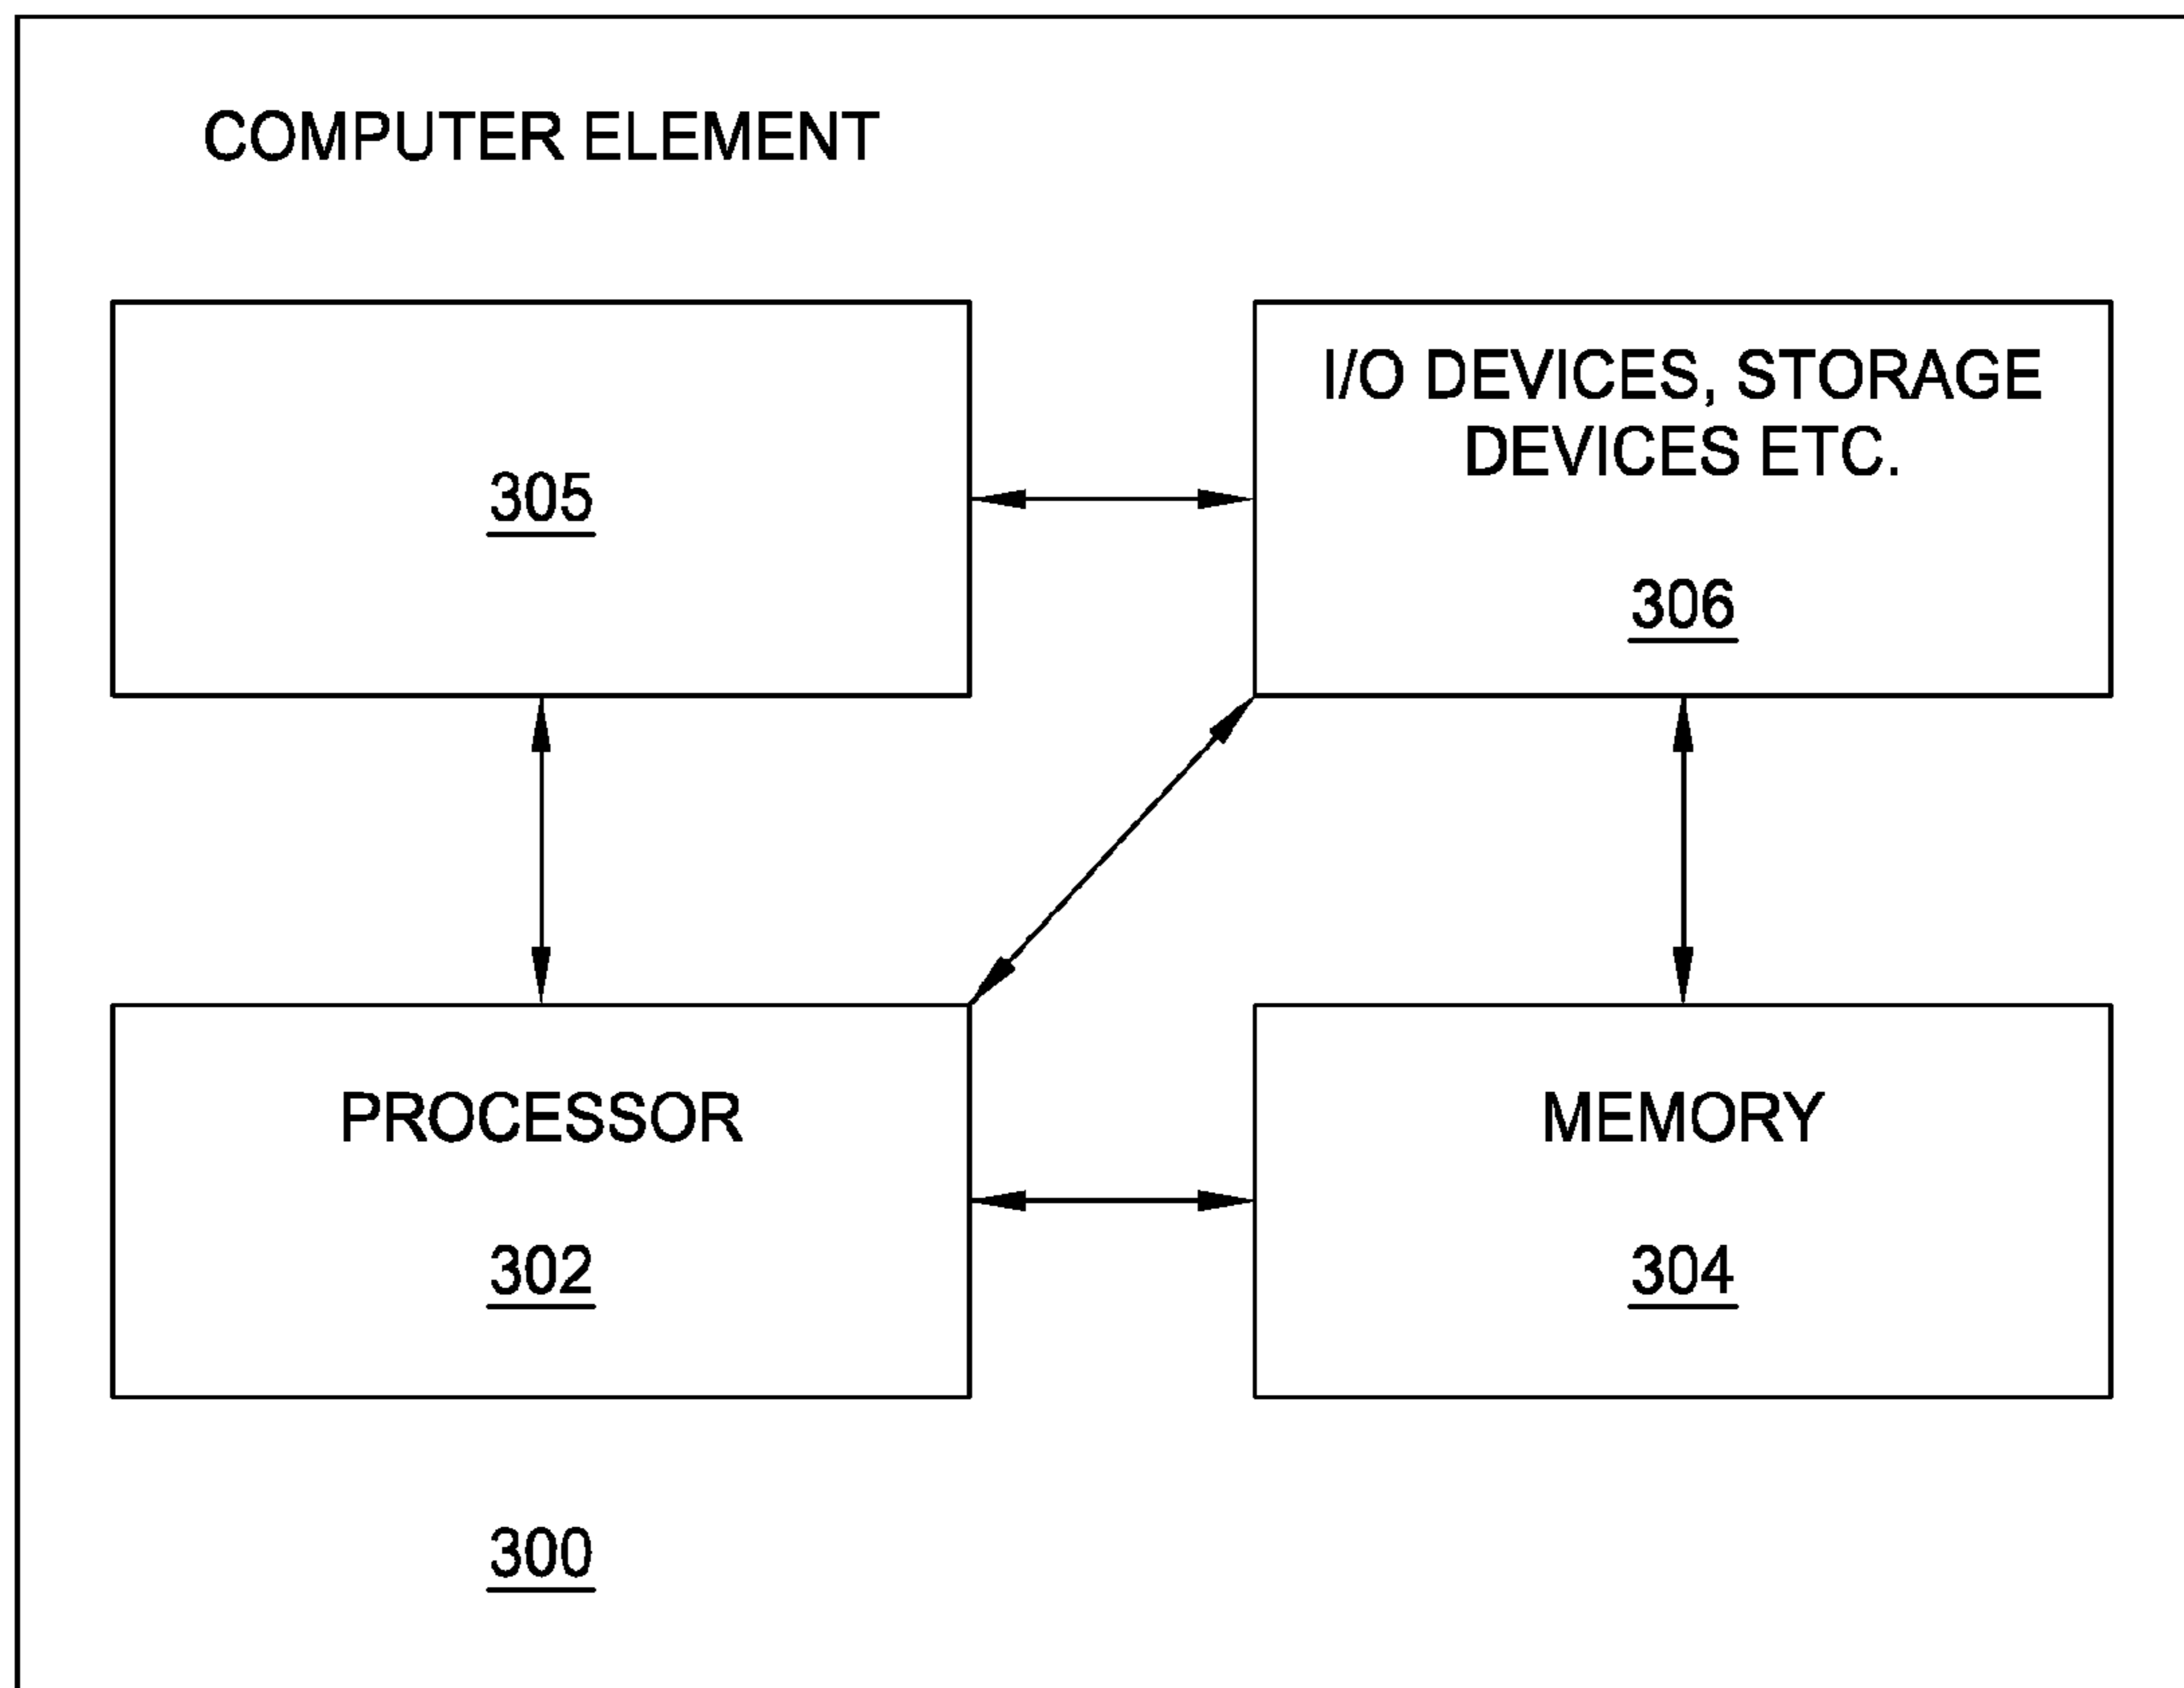 COMPUTER ELEMENT
305
I/O DEVICES, STORAGE
DEVICES ETC.
306
PROCESSOR
302
MEMORY
304
300